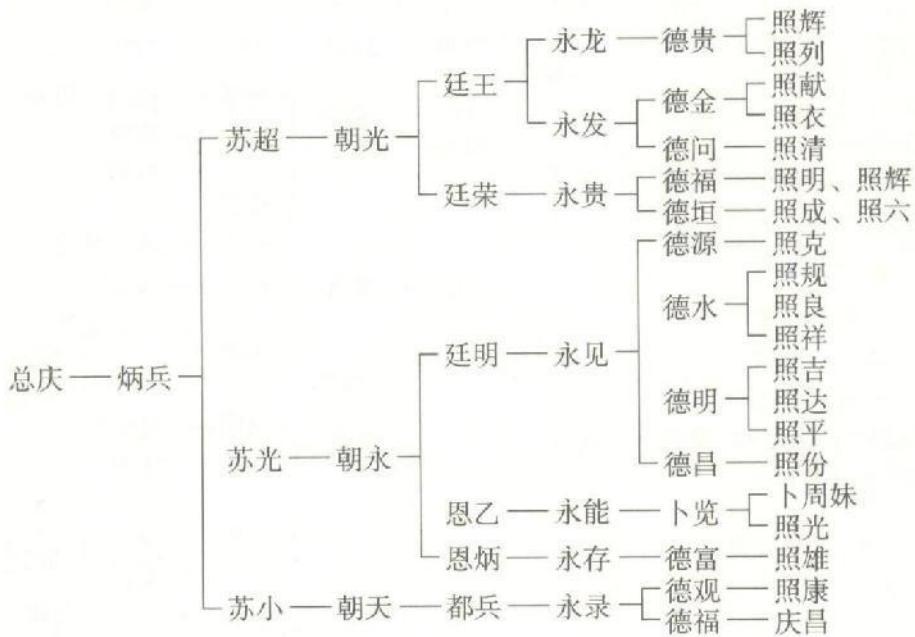 照辉
永龙 德贵
照列
廷王
照献
德金
照衣
永发
苏超 朝光
德问 照清
德福 照明、照辉
廷荣 永贵
德垣 照成、照六
德源 照克
照规
德水 照良
照祥
廷明 永见
总庆 炳兵
照吉
德明 照达
照平
苏光 朝永
德昌 照份
卜周妹
恩乙 永能 卜览
照光
恩炳 永存 德富 照雄
德观 照康
苏小 朝天 都兵 永录
德福 庆昌